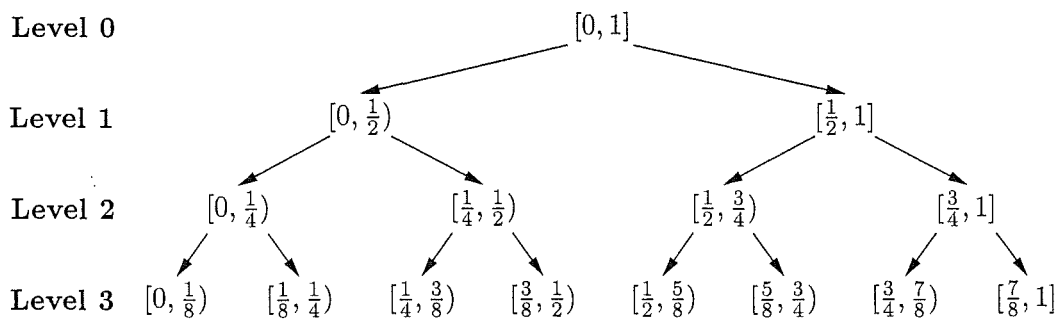 Level 0 [0, 1]
Level 1 [0, 1/2) [1/2, 1]
Level 2 [0, 1/4) [1/4, 1/2) [1/2, 3/4) [3/4, 1]
Level 3 [0, 1/8) [1/8, 1/4) [1/4, 3/8) [3/8, 1/2) [1/2, 5/8) [5/8, 3/4) [3/4, 7/8) [7/8, 1]